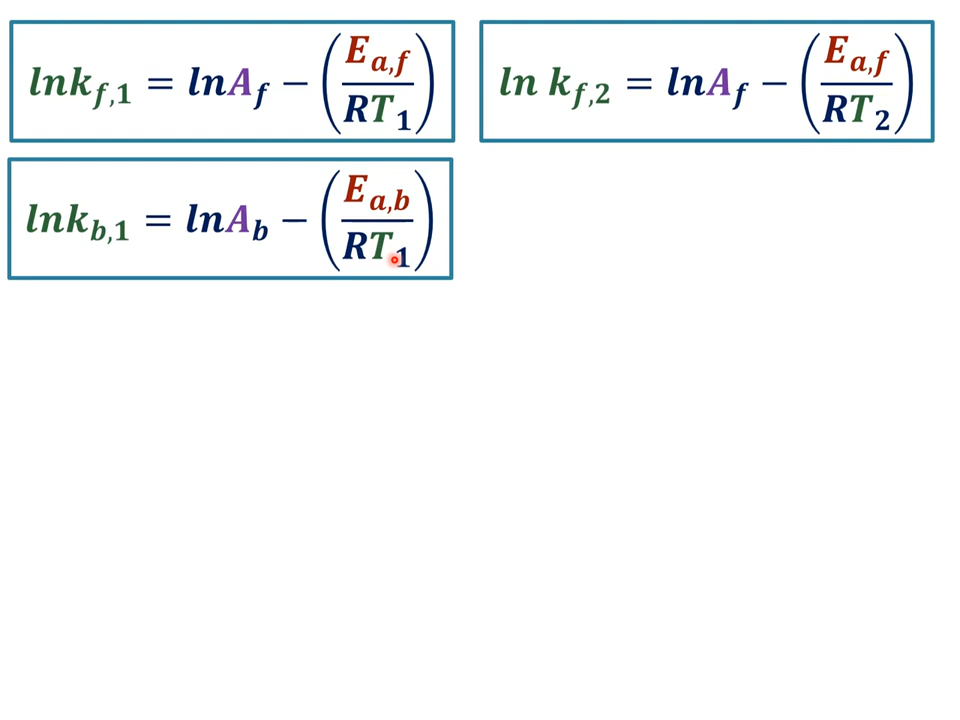 lnk_{f,1} = lnA_f − (E_{a,f}/RT_1)
ln k_{f,2} = lnA_f − (E_{a,f}/RT_2)
lnk_{b,1} = lnA_b − (E_{a,b}/RT_1)